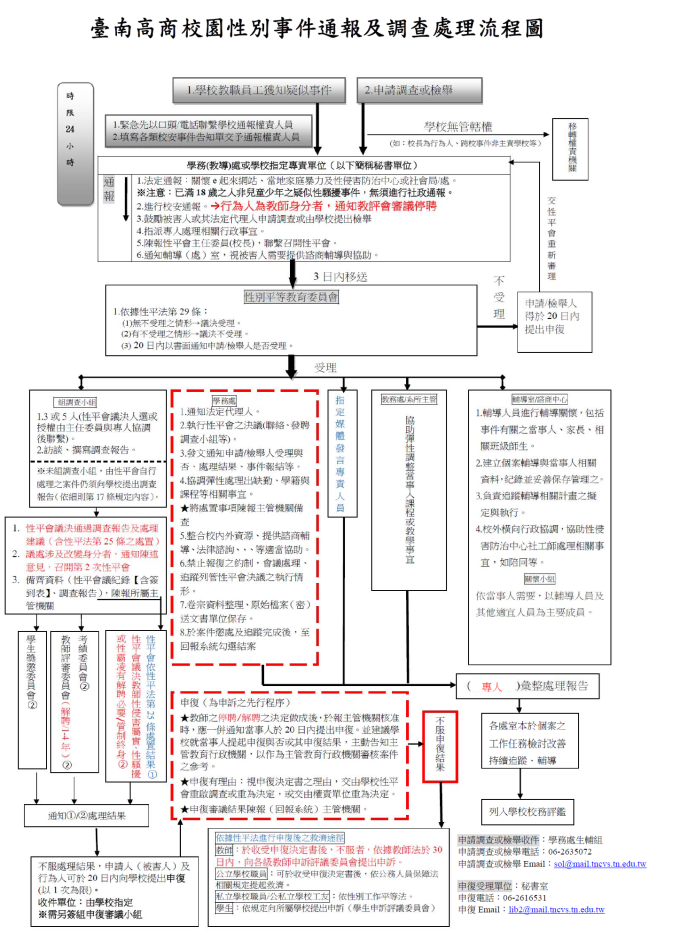 臺南高商校園性別事件通報及調查處理流程圖
時
限
24
小
時
1.學校教職員工獲知疑似事件
2.申請調查或檢舉
1.緊急先以口頭/電話聯繫學校通報權責人員
2.填寫各類校安事件告知單交予通報權責人員
學校無管轄權
(如：校長為行為人、跨校事件非主責學校等)
移轉權責機關
學務(教導)處或學校指定專責單位（以下簡稱秘書單位）
通報
1.法定通報：關懷 e 起來網站、當地家庭暴力及性侵害防治中心或社會局/處。
※注意：已滿 18 歲之人非兒童少年之疑似性騷擾事件，無須進行社政通報。
2.進行校安通報。→行為人為教師身分者，通知教評會審議停聘
3.鼓勵被害人或其法定代理人申請調查或由學校提出檢舉
4.指派專人處理相關行政事宜。
5.陳報性平會主任委員(校長)，聯繫召開性平會。
6.通知輔導（處）室，視被害人需要提供諮商輔導與協助。
交性平會重新審理
3 日內移送
性別平等教育委員會
1.依據性平法第 29 條：
(1)無不受理之情形→議決受理。
(2)有不受理之情形→議決不受理。
(3) 20 日內以書面通知申請/檢舉人是否受理。
不受理
申請/檢舉人
得於 20 日內
提出申復
受理
組調查小組
1.3 或 5 人(性平會議決人選或
授權由主任委員與專人協調
後聯繫)。
2.訪談、撰寫調查報告。
※未組調查小組，由性平會自行
處理之案件仍須向學校提出調查
報告(依細則第 17 條規定內容)。
學務處
1.通知法定代理人。
2.執行性平會之決議(聯絡、發聘
調查小組等)，
3.發文通知申請/檢舉人受理與
否、處理結果、事件報結等。
4.協調彈性處理出缺勤、學籍與
課程等相關事宜。
★將處置事項陳報主管機關備
查
5.整合校內外資源、提供諮商輔
導、法律諮詢、、、等適當協助。
6.禁止報復之約制、會議處理、
追蹤列管性平會決議之執行情
形。
7.卷宗資料整理、原始檔案（密）
送文書單位保存。
8.於案件懲處及追蹤完成後，至
回報系統勾選結案
指定媒體發言專責人員
教務處/系所主管
協助彈性調整當事人課程或教學事宜
輔導室/諮商中心
1.輔導人員進行輔導關懷，包括
事件有關之當事人、家長、相
關班級師生。
2.建立個案輔導與當事人相關
資料，紀錄並妥善保存管理之。
3.負責追蹤輔導相關計畫之擬
定與執行。
4.校外橫向行政協調，協助性侵
害防治中心社工師處理相關事
宜，如陪同等。
關懷小組
依當事人需要，以輔導人員及
其他適宜人員為主要成員。
1. 性平會議決通過調查報告及處理
建議（含性平法第 25 條之處置）
2. 議處涉及改變身分者，通知陳述
意見，召開第 2 次性平會
3. 備齊資料（性平會議紀錄【含簽
到表】、調查報告），陳報所屬主
管機關
學生獎懲委員會②
考績委員會②
教師評審委員會（解聘/1-4 年）②
性平會依性平法第 25 條處置結果①
性平會議決教師性侵害屬實、性騷擾
或性霸凌有解聘必要/管制終身②
通知①/②處理結果
不服處理結果，申請人（被害人）及
行為人可於 20 日內向學校提出申復
(以 1 次為限)。
收件單位：由學校指定
※需另簽組申復審議小組
申復（為申訴之先行程序）
★教師之停聘/解聘之決定做成後，於報主管機關核准
時，應一併通知當事人於 20 日內提出申復。並建議學
校就當事人提起申復與否或其申復結果，主動告知主
管教育行政機關，以作為主管教育行政機關審核案件
之參考。
★申復有理由：視申復決定書之理由，交由學校性平
會重啟調查或重為決定，或交由權責單位重為決定。
★申復審議結果陳報（回報系統）主管機關。
不服申復結果
(　專人　)彙整處理報告
各處室本於個案之
工作任務檢討改善
持續追蹤、輔導
列入學校校務評鑑
依據性平法進行申復後之救濟途徑
教師：於收受申復決定書後，不服者，依據教師法於 30
日內，向各級教師申訴評議委員會提出申訴。
公立學校職員：可於收受申復決定書後，依公務人員保障法
相關規定提起救濟。
私立學校職員/公私立學校工友：依性別工作平等法。
學生：依規定向所屬學校提出申訴（學生申訴評議委員會）
申請調查或檢舉收件：學務處生輔組
申請調查或檢舉電話：06-2635072
申請調查或檢舉 Email：sol@mail.tncvs.tn.edu.tw
申復受理單位：秘書室
申復電話：06-2616531
申復 Email：lib2@mail.tncvs.tn.edu.tw